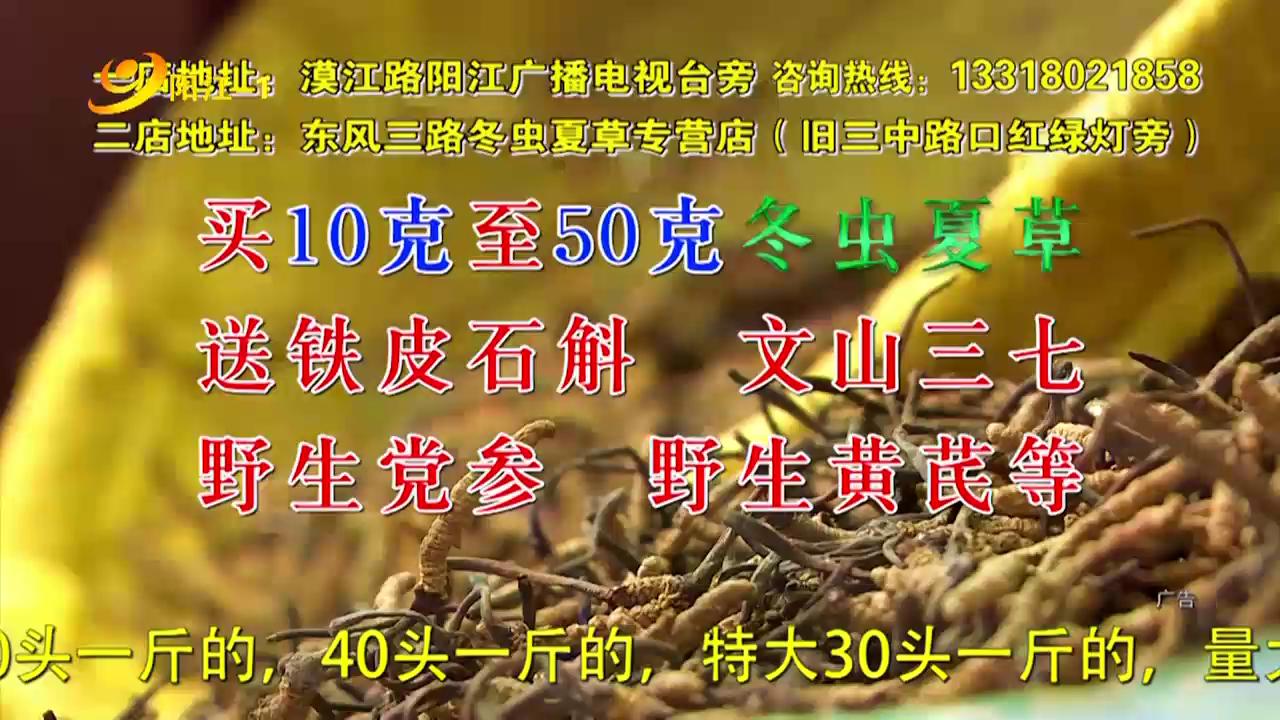 一店地址：漠江路阳江广播电视台旁 咨询热线：13318021858
二店地址：东风三路冬虫夏草专营店（旧三中路口红绿灯旁）
买10克至50克冬虫夏草
送铁皮石斛 文山三七
野生党参 野生黄芪等
广告
0头一斤的，40头一斤的，特大30头一斤的，量